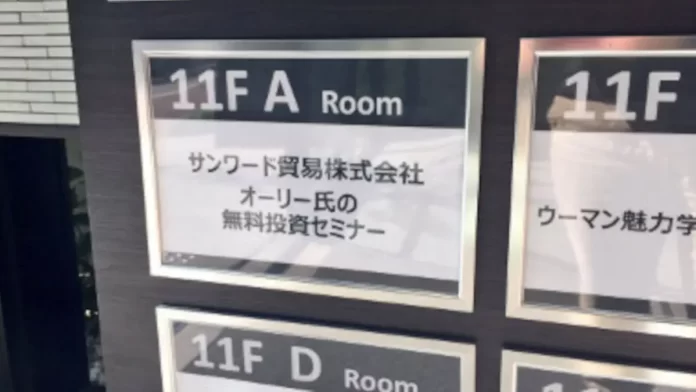 11F A Room
サンワード貿易株式会社
オーリー氏の
無料投資セミナー
11F
ウーマン魅力学
11F D Room